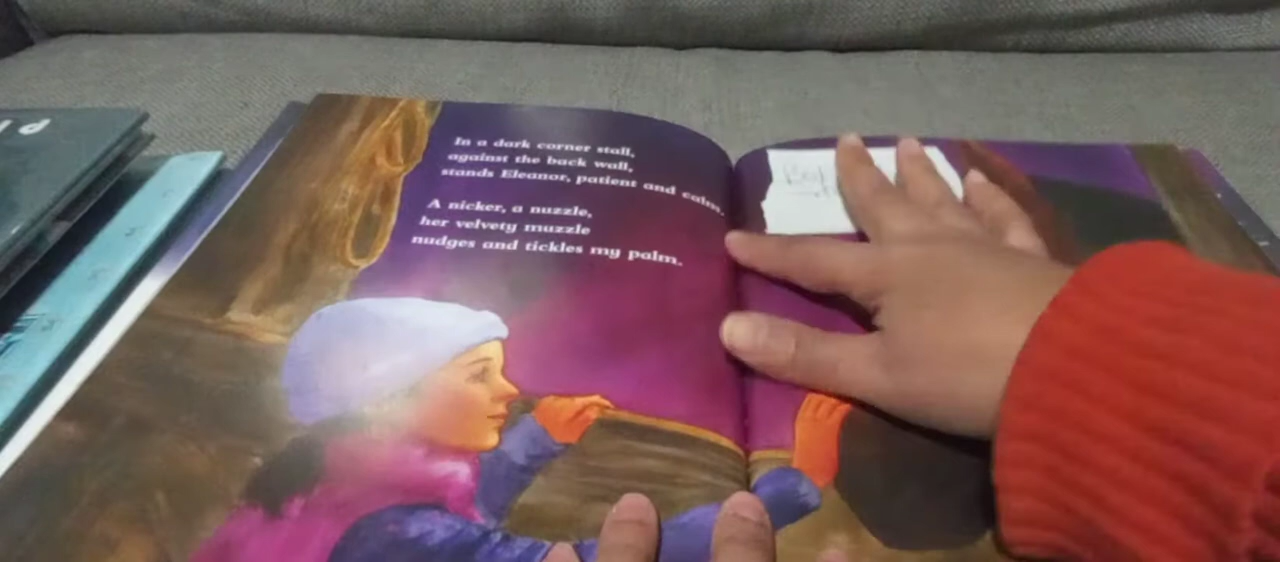 In a dark corner stall,
against the back wall,
stands Eleanor, patient and calm.
A nicker, a nuzzle,
her velvety muzzle
nudges and tickles my palm.